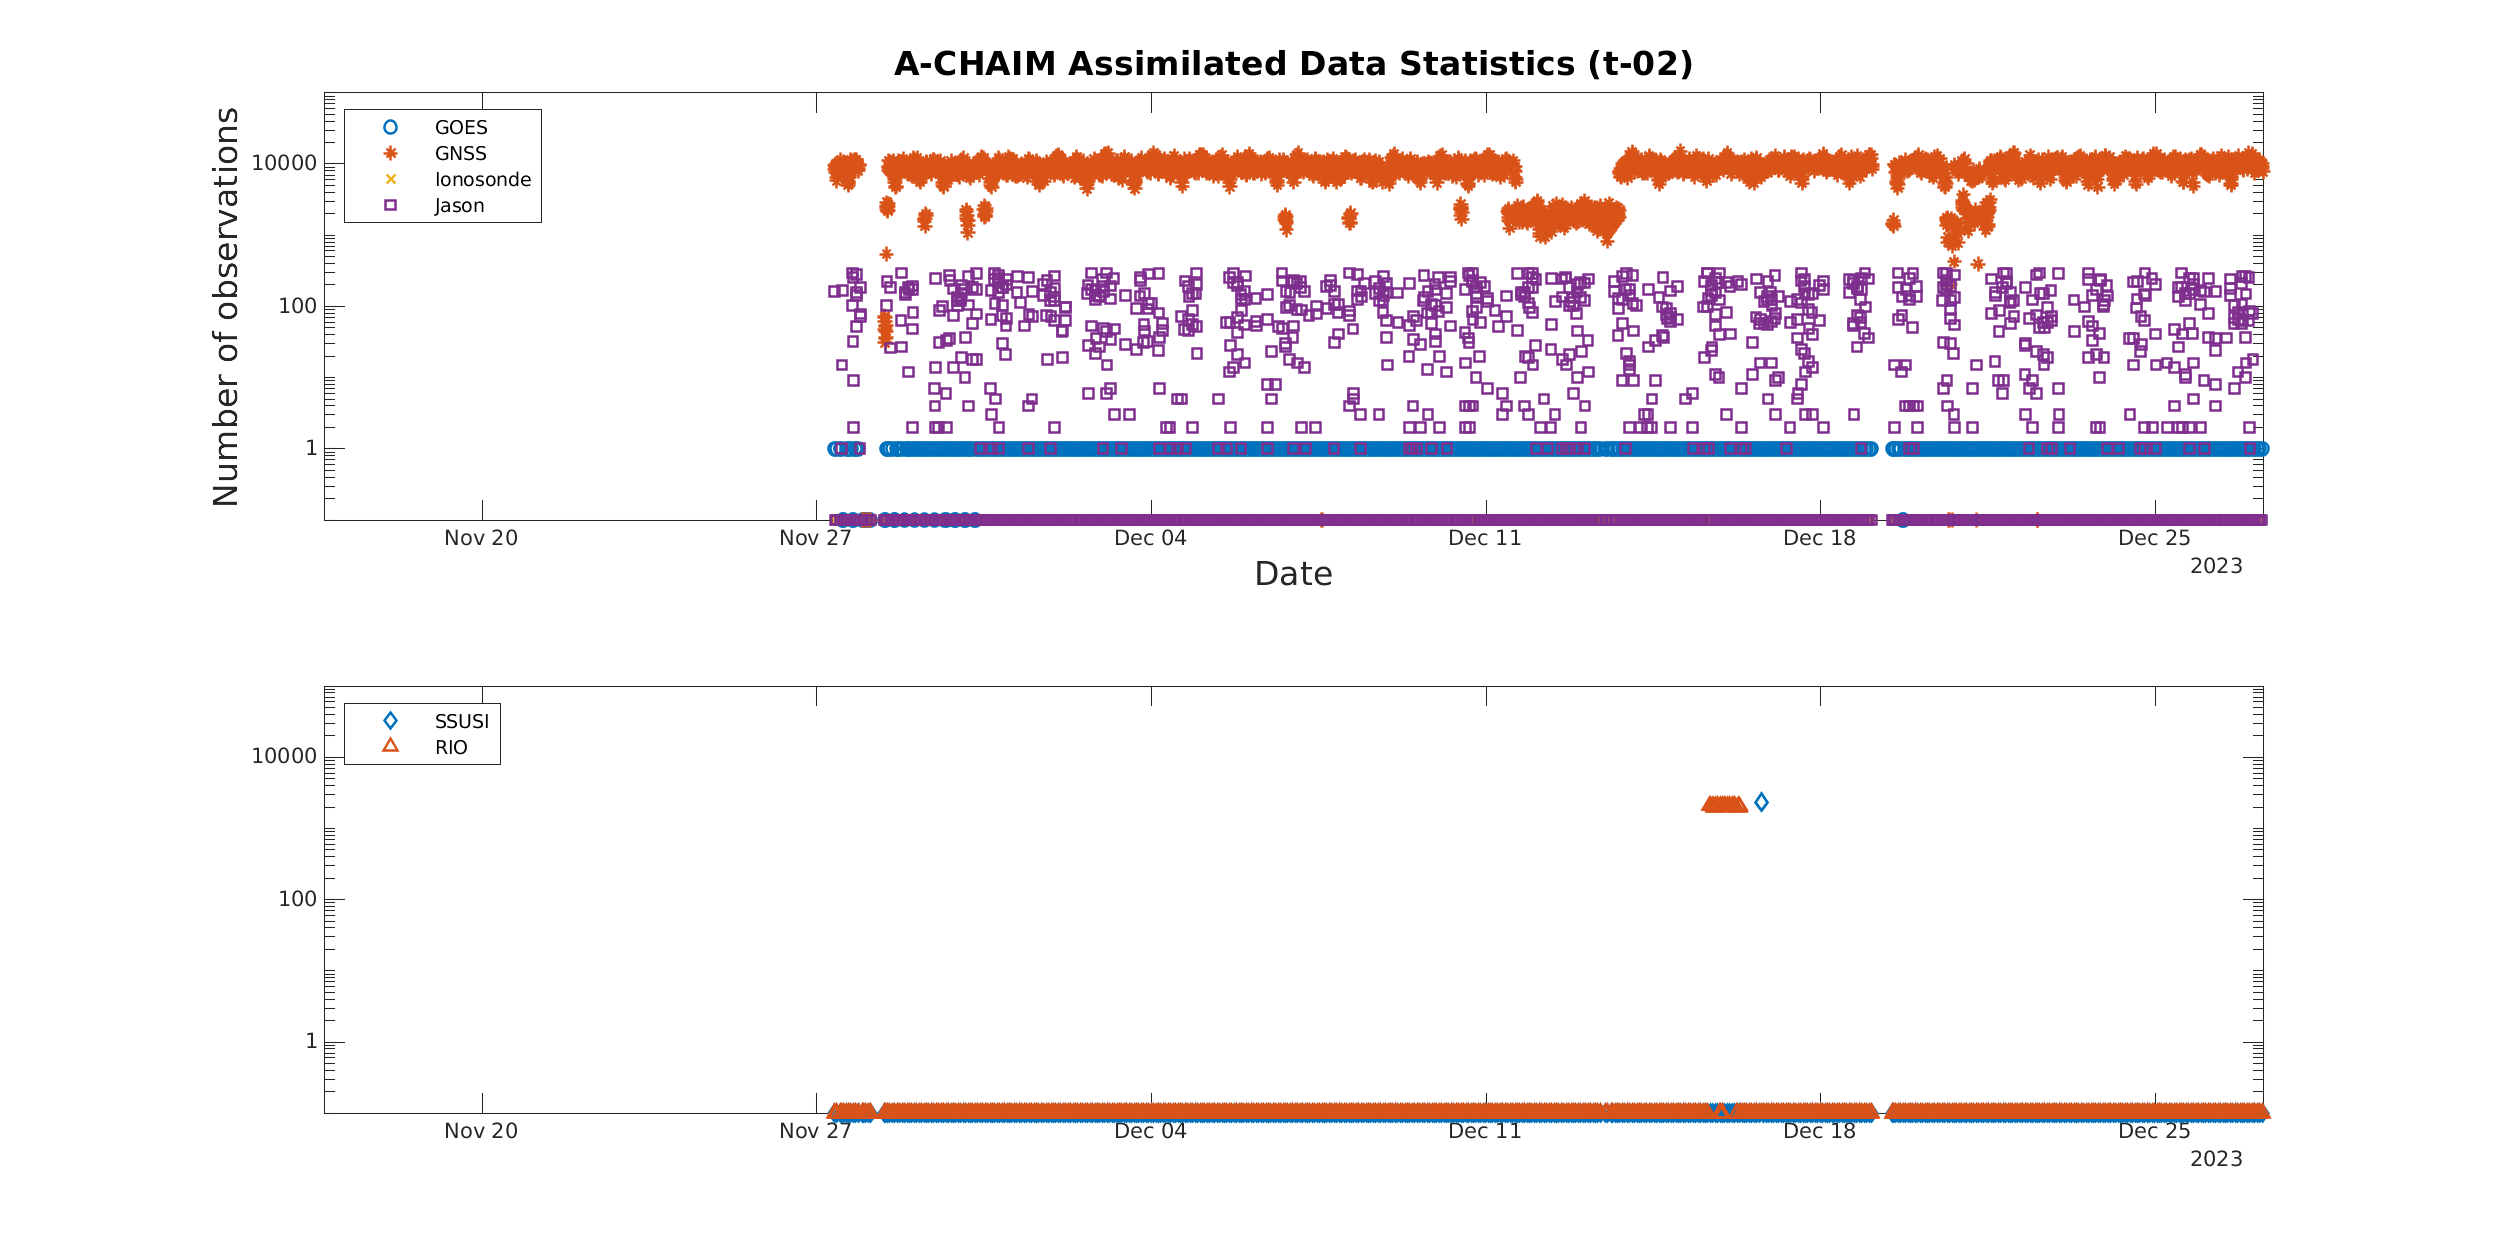 A-CHAIM Assimilated Data Statistics (t-02)
Number of observations
10000
100
1
GOES
GNSS
Ionosonde
Jason
Nov 20
Nov 27
Dec 04
Dec 11
Dec 18
Dec 25
2023
Date
10000
100
1
SSUSI
RIO
Nov 20
Nov 27
Dec 04
Dec 11
Dec 18
Dec 25
2023